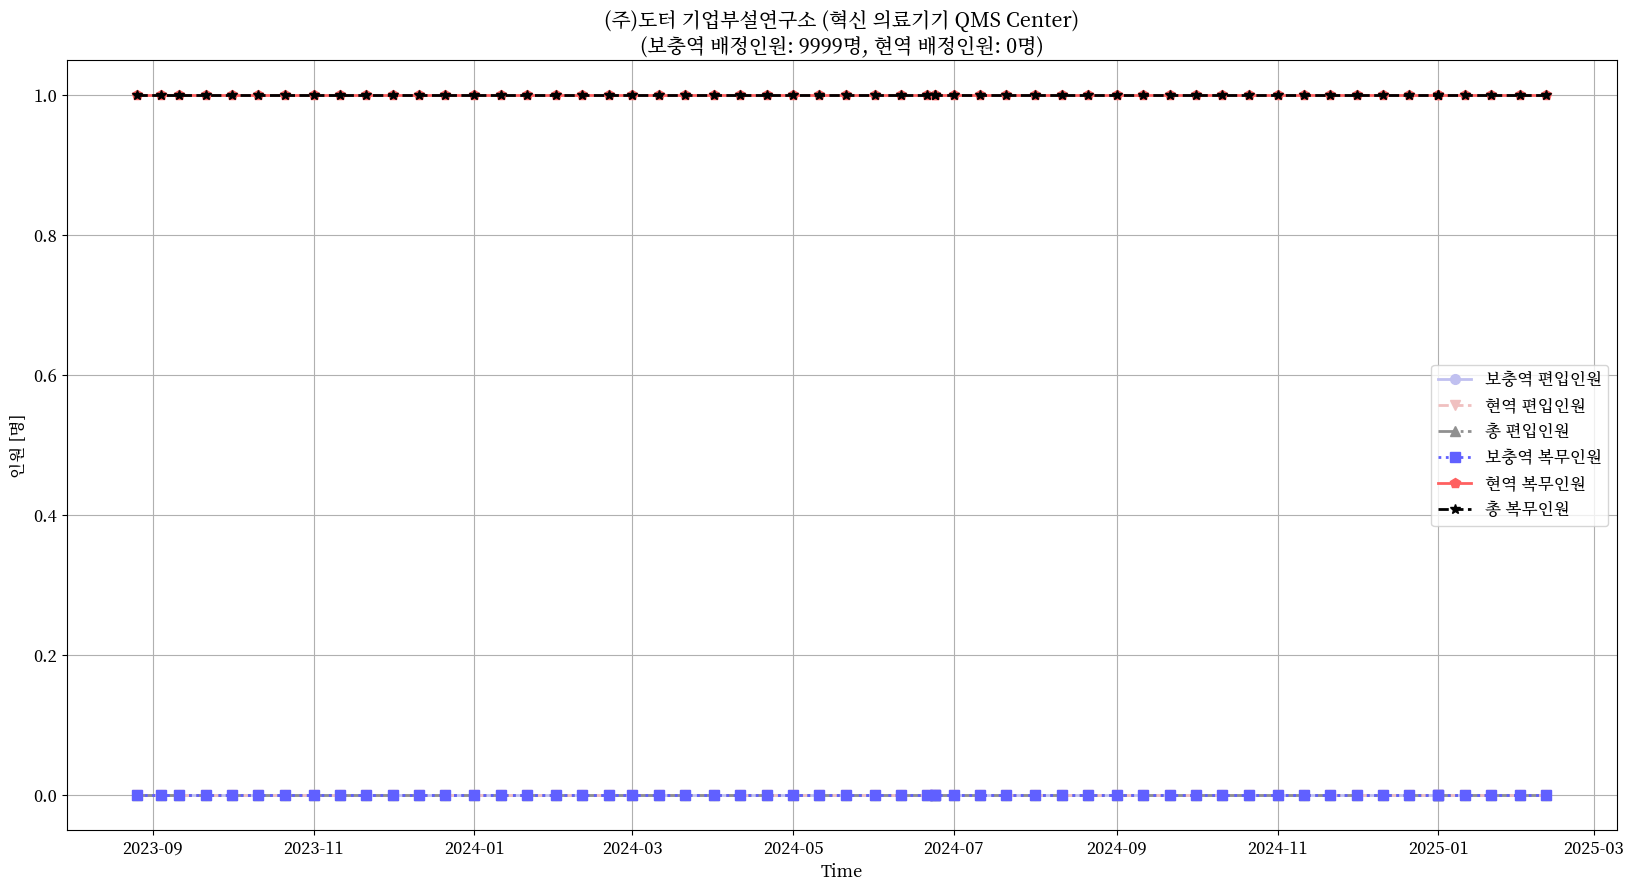 (주)도터 기업부설연구소 (혁신 의료기기 QMS Center)
(보충역 배정인원: 9999명, 현역 배정인원: 0명)
1.0
0.8
0.6
0.4
0.2
0.0
인원 [명]
보충역 편입인원
현역 편입인원
총 편입인원
보충역 복무인원
현역 복무인원
총 복무인원
2023-09 2023-11 2024-01 2024-03 2024-05 2024-07 2024-09 2024-11 2025-01 2025-03
Time